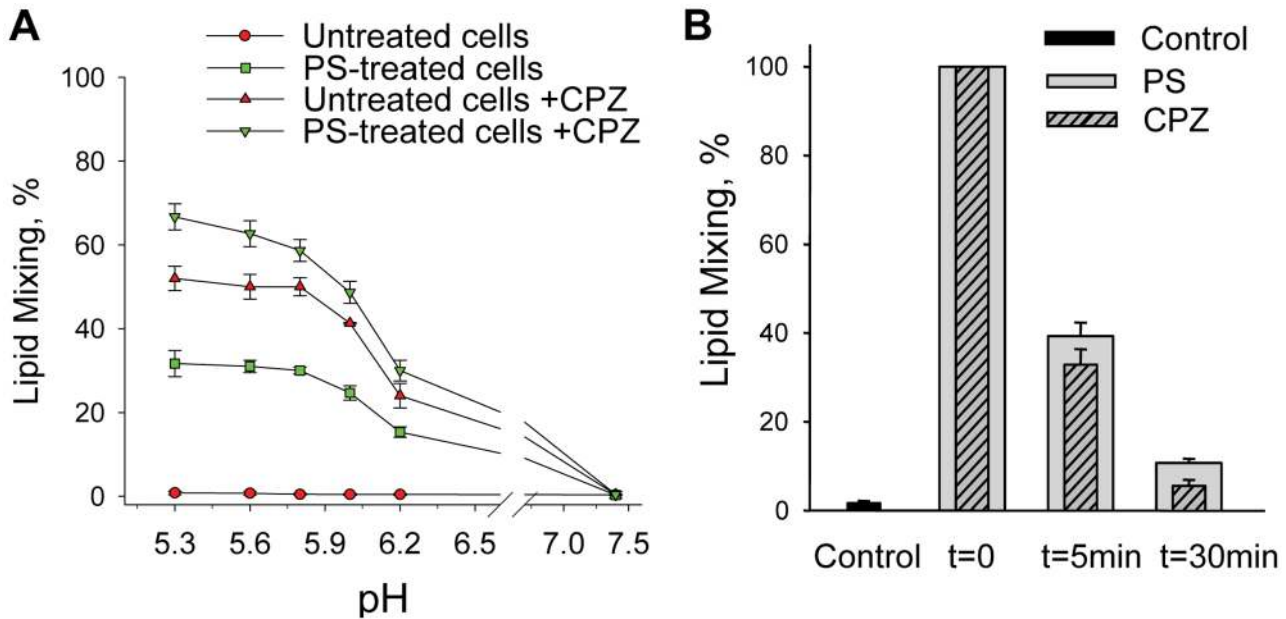 A
Untreated cells
PS-treated cells
Untreated cells +CPZ
PS-treated cells +CPZ
100
80
60
40
20
0
Lipid Mixing, %
5.3 5.6 5.9 6.2 6.5 7.0 7.5
pH
B
Control
PS
CPZ
100
80
60
40
20
0
Lipid Mixing, %
Control t=0 t=5min t=30min